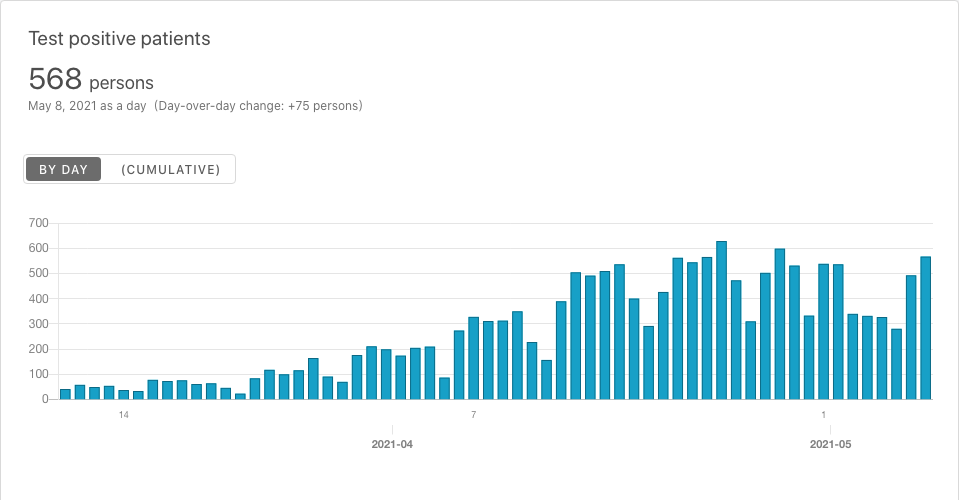 Test positive patients
568 persons
May 8, 2021 as a day (Day-over-day change: +75 persons)
BY DAY (CUMULATIVE)
700
600
500
400
300
200
100
0
14 7 1
2021-04 2021-05